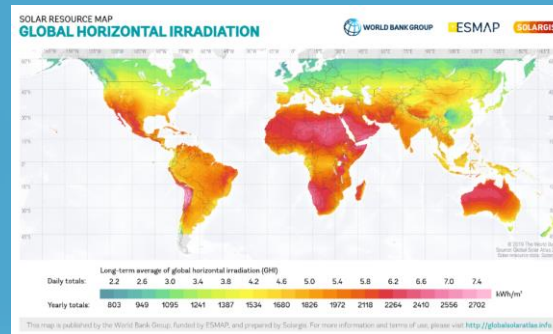 SOLAR RESOURCE MAP
GLOBAL HORIZONTAL IRRADIATION
WORLD BANK GROUP
ESMAP
SOLARGIS
Long-term average of global horizontal irradiation (GHI)
Daily totals: 2.2 2.6 3.0 3.4 3.8 4.2 4.6 5.0 5.4 5.8 6.2 6.6 7.0 7.4
kWh/m²
Yearly totals: 803 949 1095 1241 1387 1534 1680 1826 1972 2118 2264 2410 2556 2702
This map is published by the World Bank Group, funded by ESMAP, and prepared by Solargis. For more information and terms of use, please visit http://globalsolaratlas.info